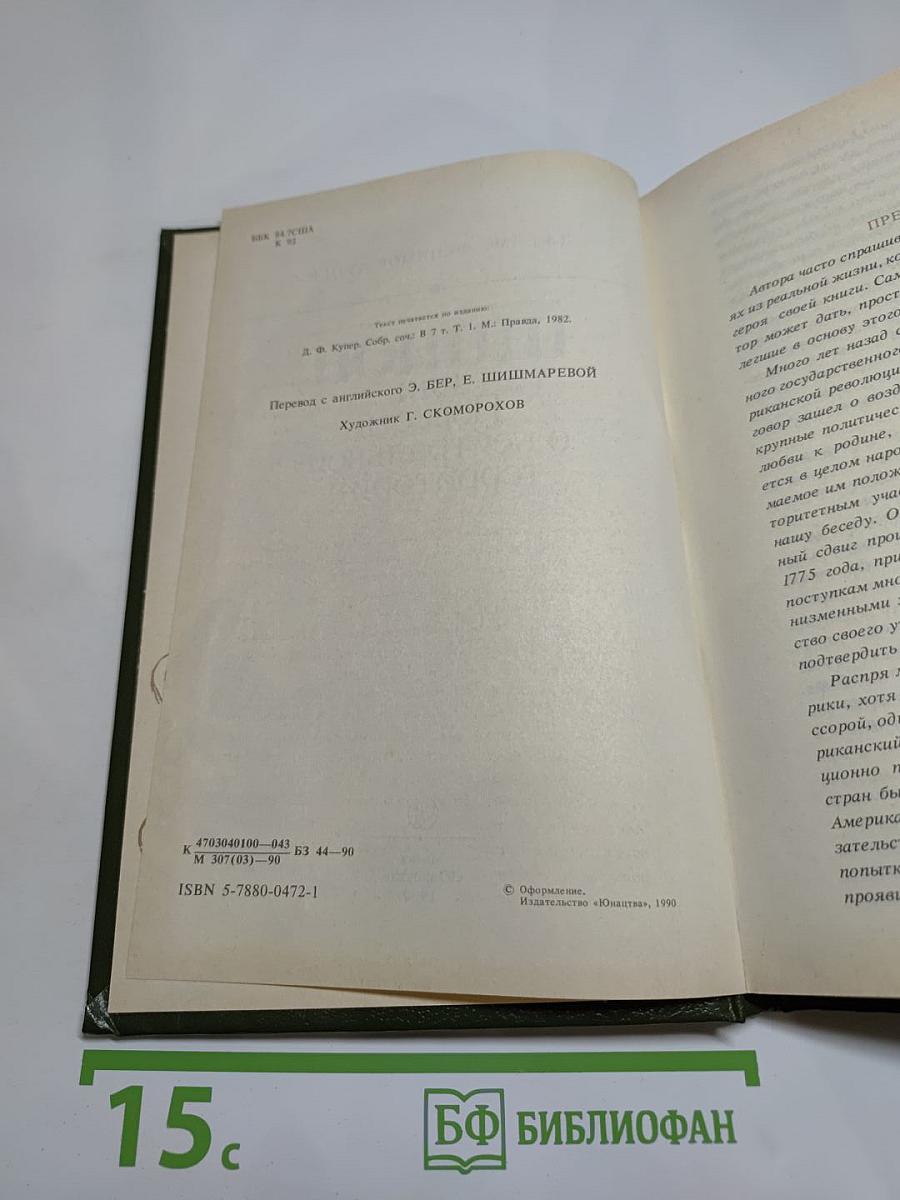 ББК 84.7США
К 92
Текст печатается по изданию:
Д. Ф. Купер. Собр. соч.: В 7 т. Т. 1. М.: Правда, 1982.
Перевод с английского Э. БЕР, Е. ШИШМАРЕВОЙ
Художник Г. СКОМОРОХОВ
К 4703040100—043 БЗ 44—90
М 307(03)—90
ISBN 5-7880-0472-1
© Оформление.
Издательство «Юнацтва», 1990
ПРЕ
Автора часто спрашив
ях из реальной жизни, ко
героя своей книги. Сам
тор может дать, прост
легшие в основу этого
Много лет назад
ного государственного
риканской революци
говор зашел о возд
крупные политичес
любви к родине,
ется в целом наро
маемое им полож
торитетным учас
нашу беседу. О
ный сдвиг прои
1775 года, при
поступкам мно
низменными
ство своего у
подтвердить
Распря
рики, хотя
ссорой, од
риканский
ционно п
стран бы
Америка
зательст
попытк
прояви
15с
БФ БИБЛИОФАН